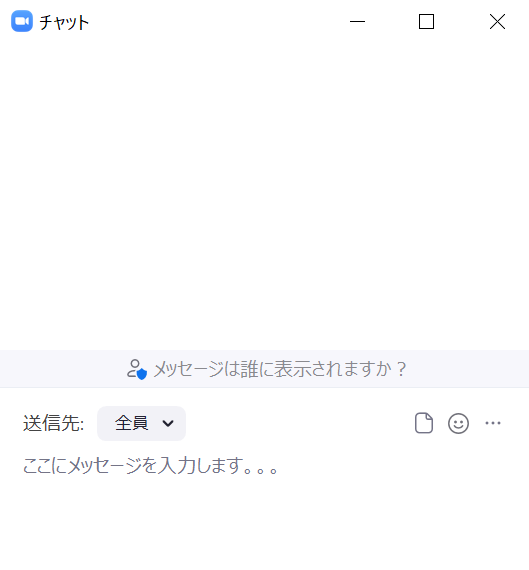 チャット
メッセージは誰に表示されますか？
送信先: 全員
ここにメッセージを入力します。。。